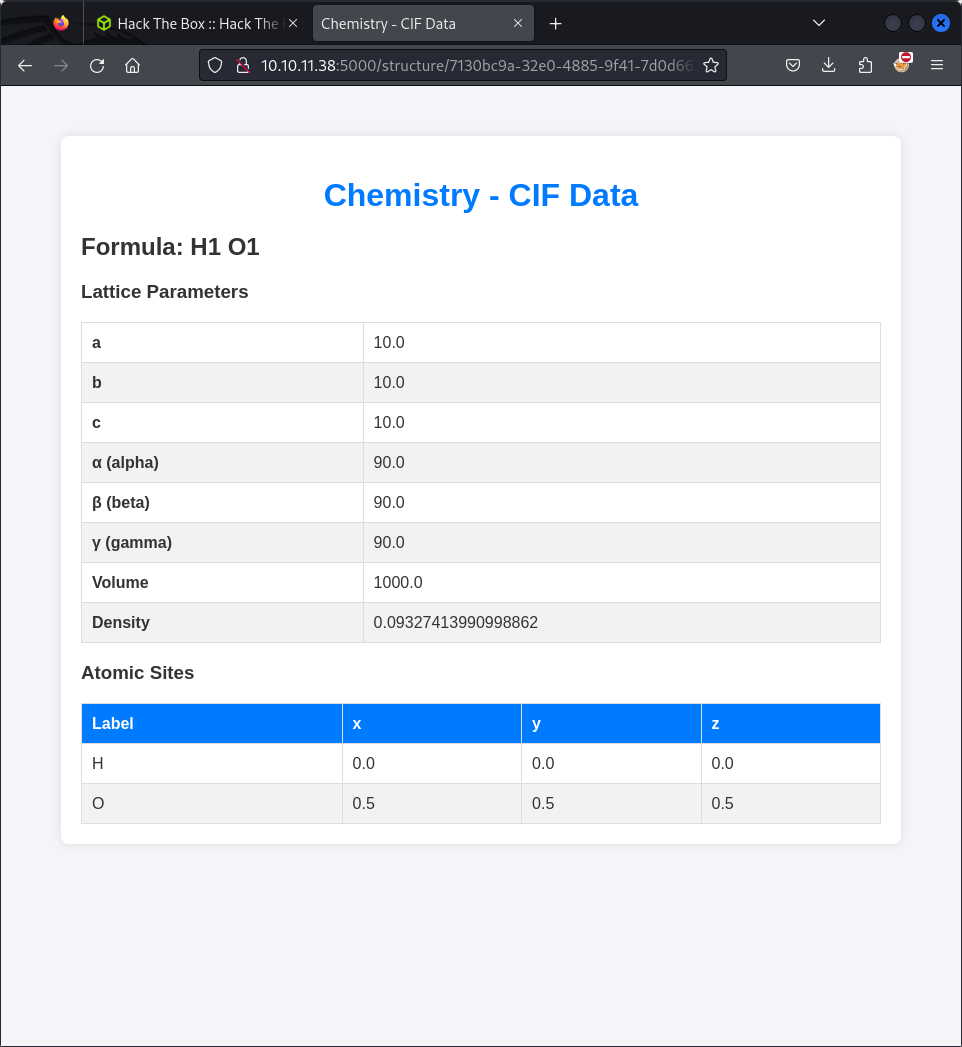 Hack The Box :: Hack The
Chemistry - CIF Data
10.10.11.38:5000/structure/7130bc9a-32e0-4885-9f41-7d0d66
Chemistry - CIF Data
Formula: H1 O1
Lattice Parameters
a 10.0
b 10.0
c 10.0
α (alpha) 90.0
β (beta) 90.0
γ (gamma) 90.0
Volume 1000.0
Density 0.09327413990998862
Atomic Sites
Label x y z
H 0.0 0.0 0.0
O 0.5 0.5 0.5